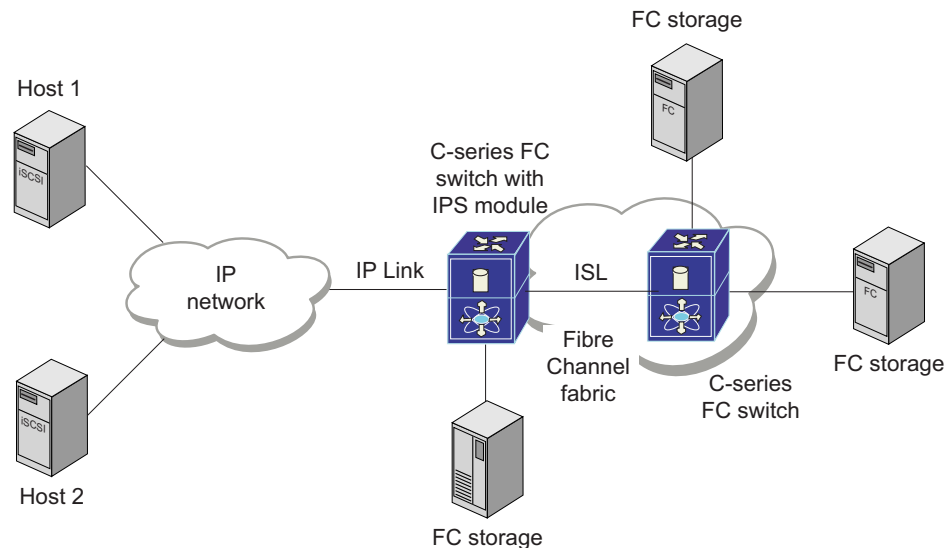 FC storage
FC
Host 1
iSCSI
C-series FC
switch with
IPS module
IP
network
IP Link
ISL
FC
FC storage
Fibre
Channel
fabric
C-series
FC switch
iSCSI
Host 2
FC storage